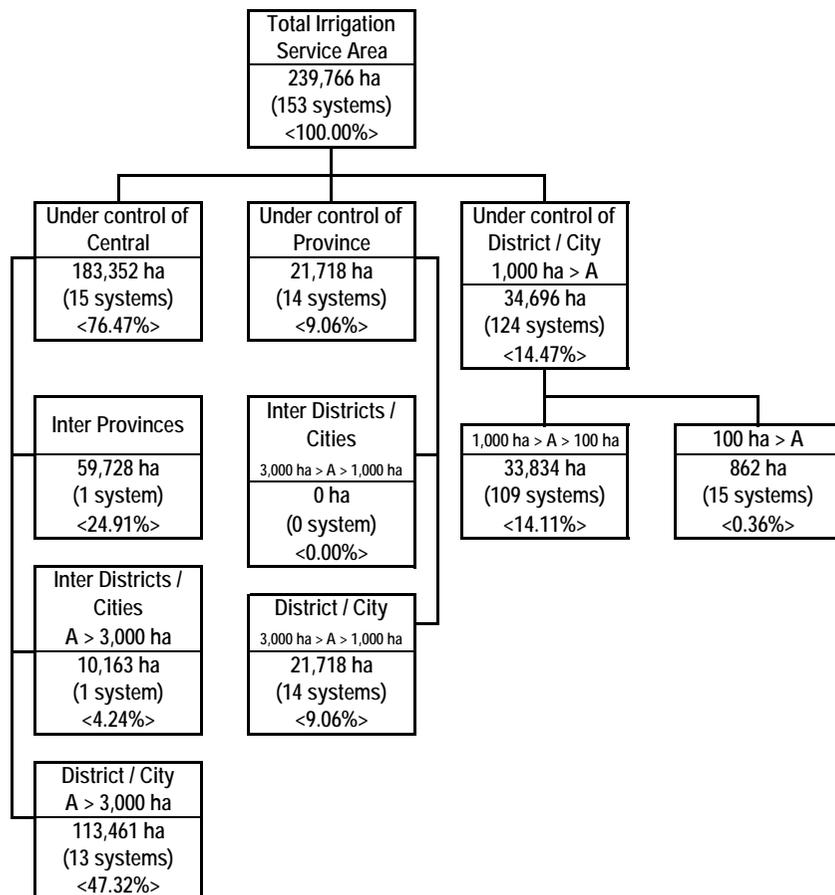 Total Irrigation
Service Area
239,766 ha
(153 systems)
<100.00%>
Under control of
Central
183,352 ha
(15 systems)
<76.47%>
Under control of
Province
21,718 ha
(14 systems)
<9.06%>
Under control of
District / City
1,000 ha > A
34,696 ha
(124 systems)
<14.47%>
Inter Provinces
59,728 ha
(1 system)
<24.91%>
Inter Districts /
Cities
3,000 ha > A > 1,000 ha
0 ha
(0 system)
<0.00%>
1,000 ha > A > 100 ha
33,834 ha
(109 systems)
<14.11%>
100 ha > A
862 ha
(15 systems)
<0.36%>
Inter Districts /
Cities
A > 3,000 ha
10,163 ha
(1 system)
<4.24%>
District / City
3,000 ha > A > 1,000 ha
21,718 ha
(14 systems)
<9.06%>
District / City
A > 3,000 ha
113,461 ha
(13 systems)
<47.32%>